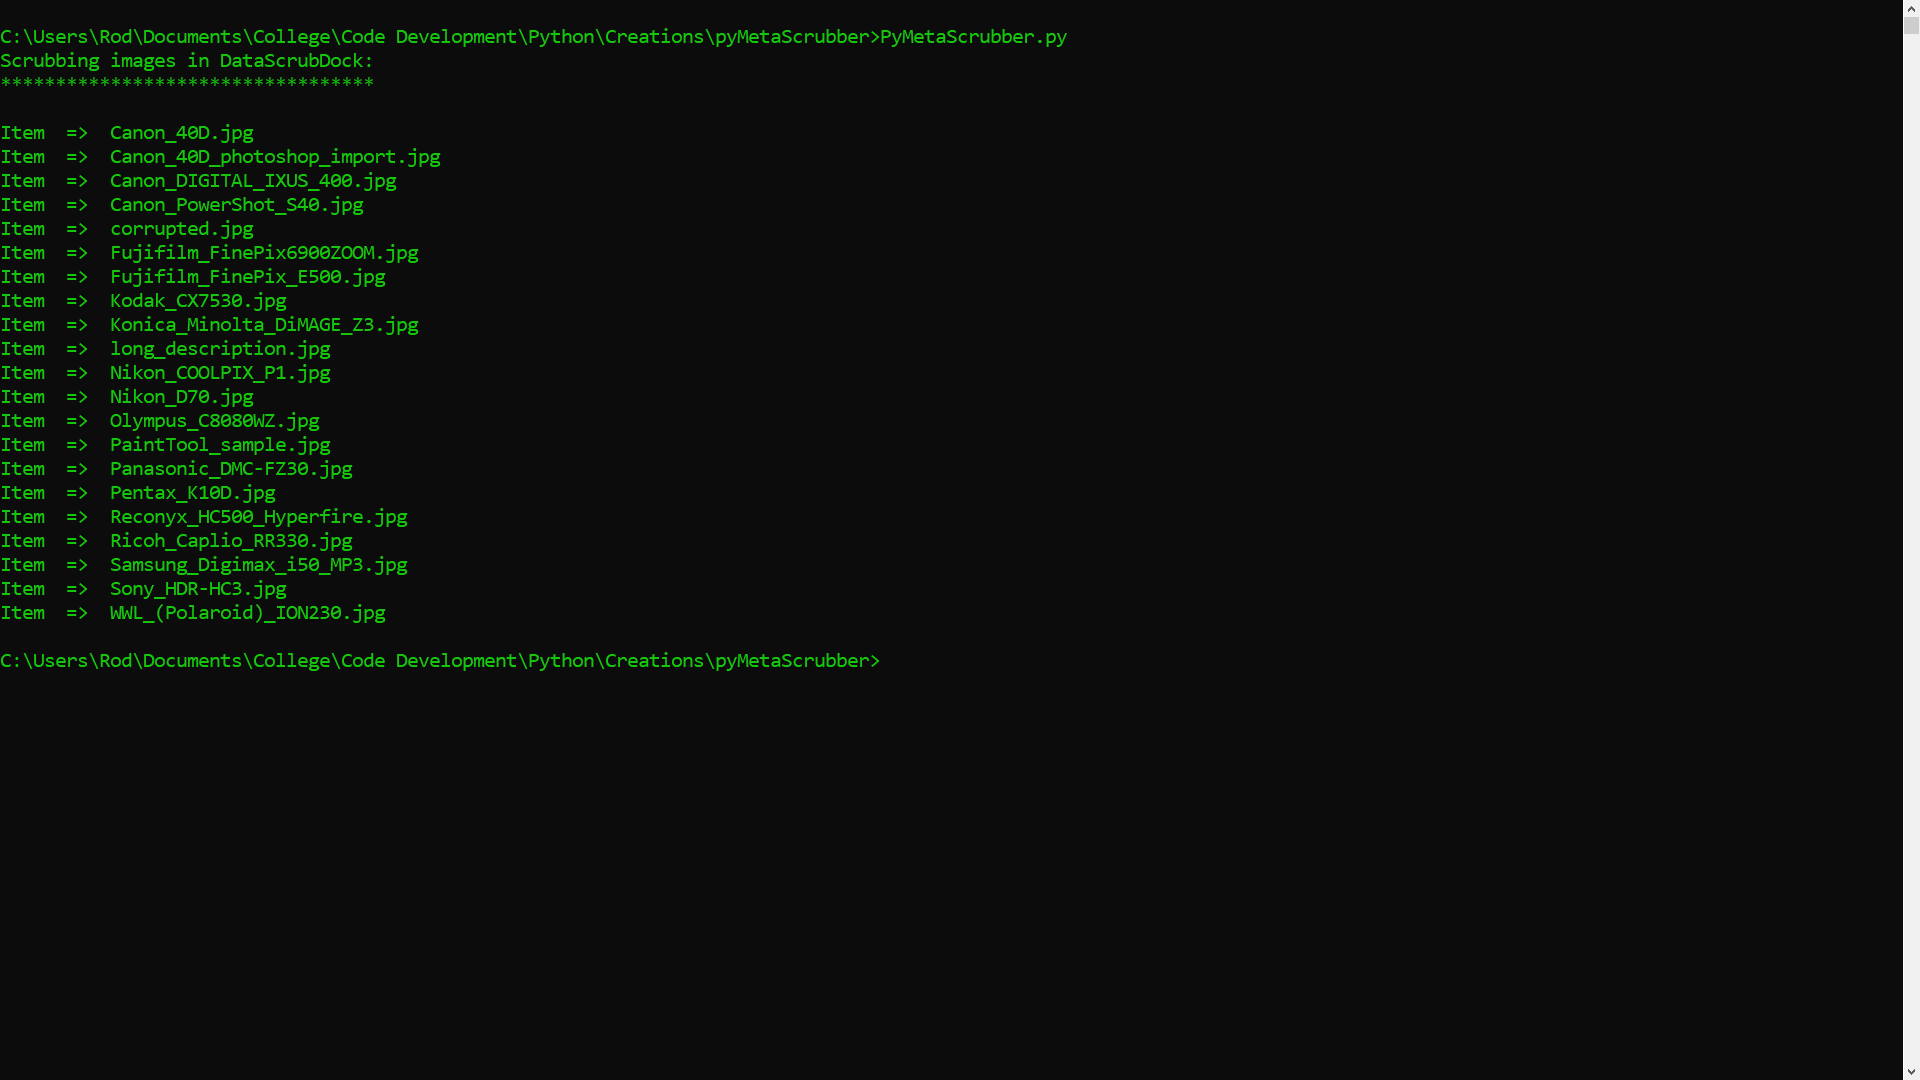 C:\Users\Rod\Documents\College\Code Development\Python\Creations\pyMetaScrubber>PyMetaScrubber.py
Scrubbing images in DataScrubDock:
**********************************
Item  =>  Canon_40D.jpg
Item  =>  Canon_40D_photoshop_import.jpg
Item  =>  Canon_DIGITAL_IXUS_400.jpg
Item  =>  Canon_PowerShot_S40.jpg
Item  =>  corrupted.jpg
Item  =>  Fujifilm_FinePix6900ZOOM.jpg
Item  =>  Fujifilm_FinePix_E500.jpg
Item  =>  Kodak_CX7530.jpg
Item  =>  Konica_Minolta_DiMAGE_Z3.jpg
Item  =>  long_description.jpg
Item  =>  Nikon_COOLPIX_P1.jpg
Item  =>  Nikon_D70.jpg
Item  =>  Olympus_C8080WZ.jpg
Item  =>  PaintTool_sample.jpg
Item  =>  Panasonic_DMC-FZ30.jpg
Item  =>  Pentax_K10D.jpg
Item  =>  Reconyx_HC500_Hyperfire.jpg
Item  =>  Ricoh_Caplio_RR330.jpg
Item  =>  Samsung_Digimax_i50_MP3.jpg
Item  =>  Sony_HDR-HC3.jpg
Item  =>  WWL_(Polaroid)_ION230.jpg
C:\Users\Rod\Documents\College\Code Development\Python\Creations\pyMetaScrubber>